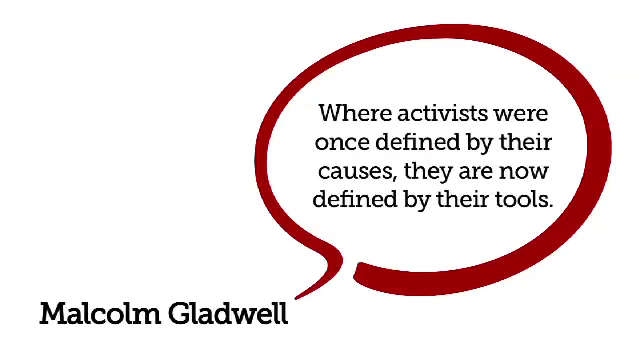 Where activists were
once defined by their
causes, they are now
defined by their tools.
Malcolm Gladwell